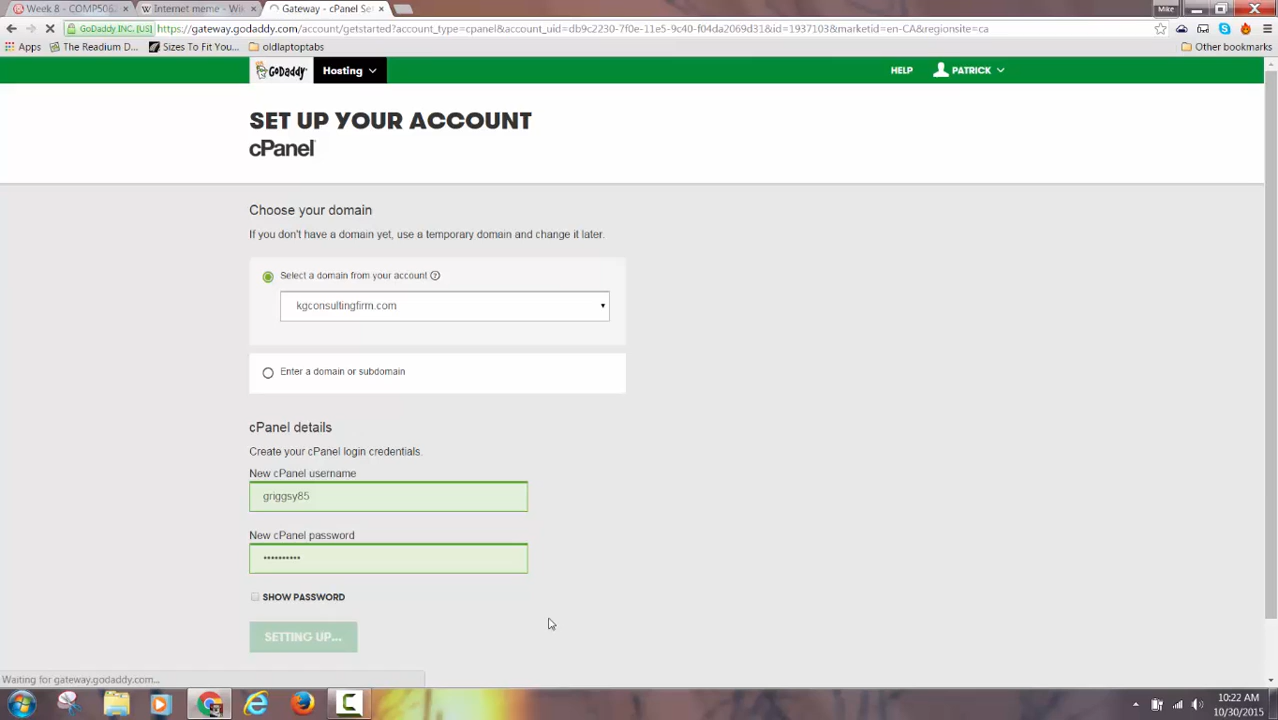 Week 8 - COMP506
Internet meme - Wi
Gateway - cPanel Set
Mike
GoDaddy INC. [US]
https://gateway.godaddy.com/account/getstarted?account_type=cpanel&account_uid=db9c2230-7f0e-11e5-9c40-f04da2069d31&id=1937103&marketid=en-CA&regionsite=ca
Apps
The Readium D...
Sizes To Fit You...
oldlaptoptabs
Other bookmarks
GoDaddy
Hosting
HELP
PATRICK
SET UP YOUR ACCOUNT
cPanel
Choose your domain
If you don't have a domain yet, use a temporary domain and change it later.
Select a domain from your account ?
kgconsultingfirm.com
Enter a domain or subdomain
cPanel details
Create your cPanel login credentials.
New cPanel username
griggsy85
New cPanel password
••••••••••
SHOW PASSWORD
SETTING UP...
Waiting for gateway.godaddy.com...
10:22 AM
10/30/2015